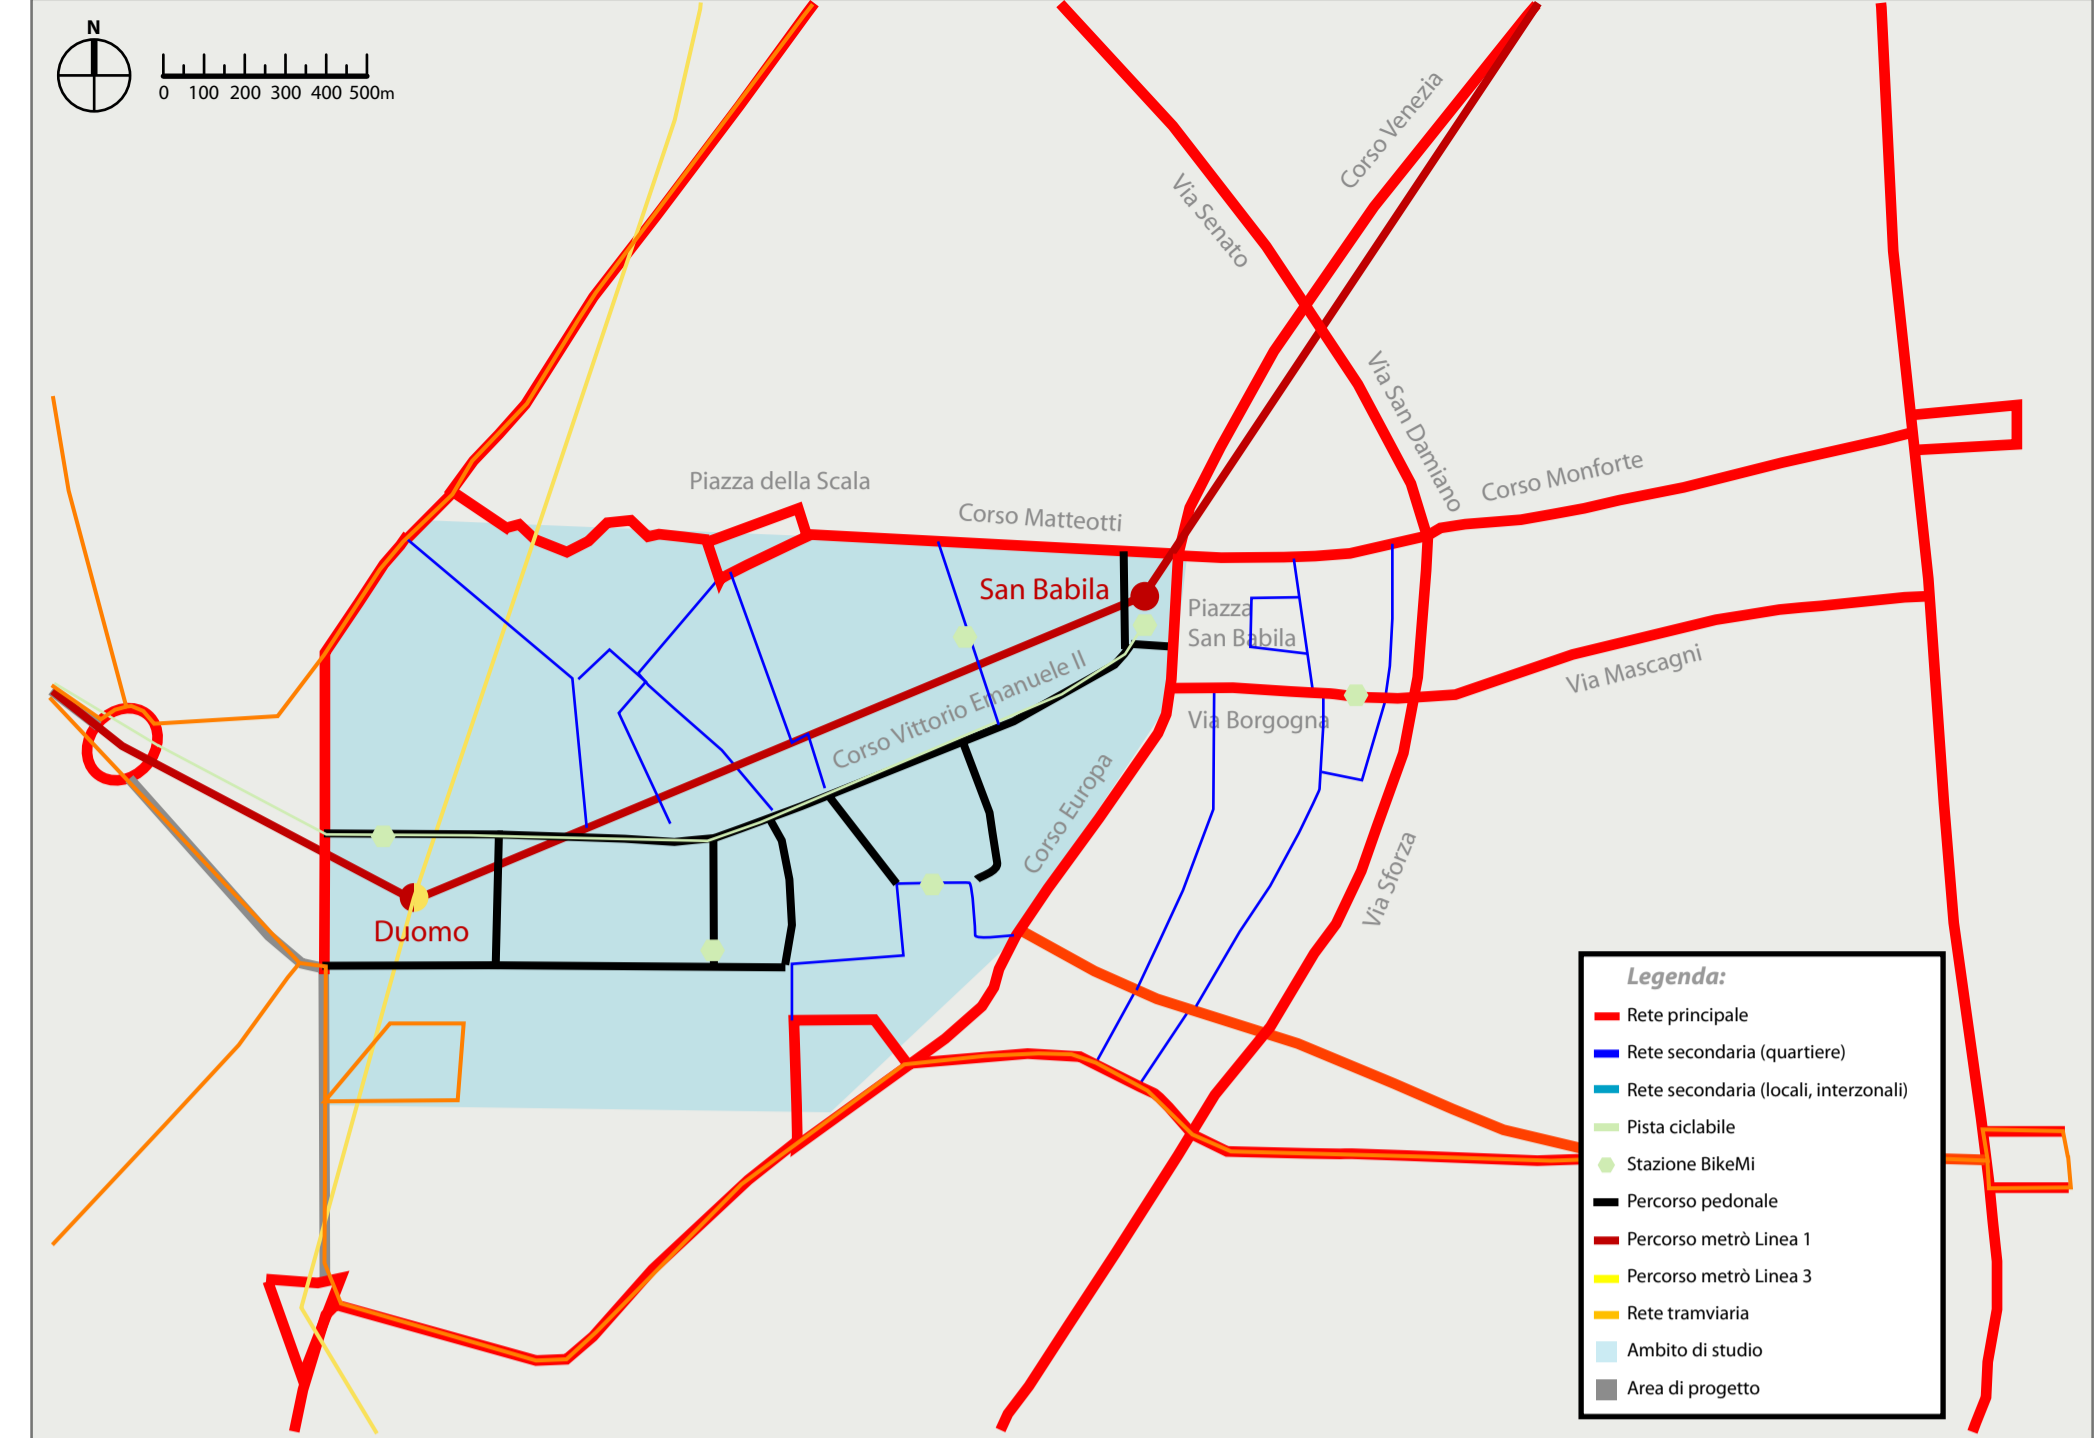 N
0 100 200 300 400 500m
Corso Venezia
Via Senato
Via San Damiano
Corso Monforte
Piazza della Scala
Corso Matteotti
San Babila
Piazza
San Babila
Via Mascagni
Corso Vittorio Emanuele II
Via Borgogna
Corso Europa
Via Sforza
Duomo
Legenda:
Rete principale
Rete secondaria (quartiere)
Rete secondaria (locali, interzonali)
Pista ciclabile
Stazione BikeMi
Percorso pedonale
Percorso metrò Linea 1
Percorso metrò Linea 3
Rete tramviaria
Ambito di studio
Area di progetto